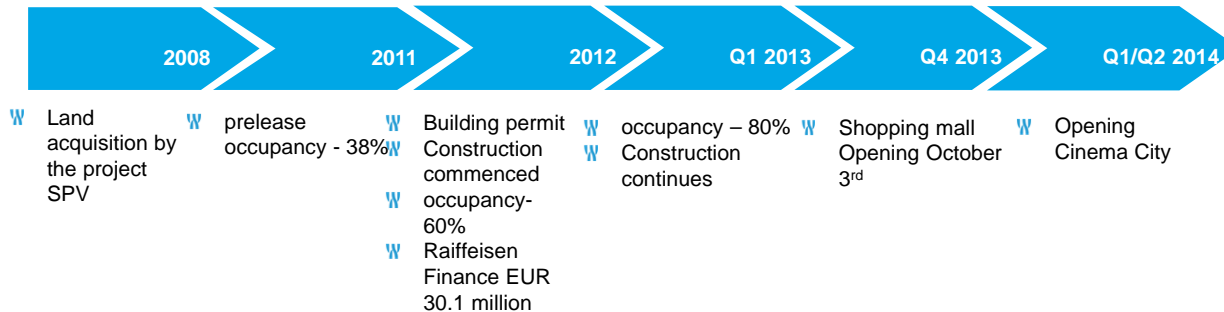 2008
2011
2012
Q1 2013
Q4 2013
Q1/Q2 2014
Land
acquisition by
the project
SPV
prelease
occupancy - 38%
Building permit
Construction
commenced
occupancy-
60%
Raiffeisen
Finance EUR
30.1 million
occupancy – 80%
Construction
continues
Shopping mall
Opening October
3rd
Opening
Cinema City